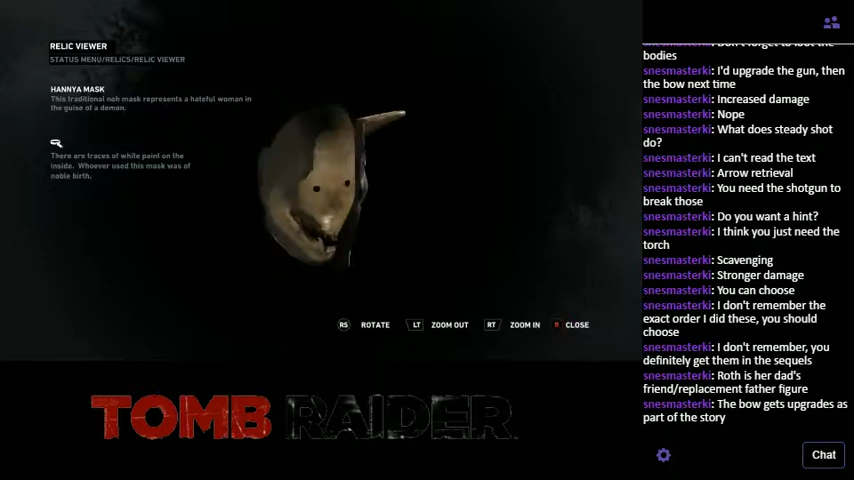 RELIC VIEWER
STATUS MENU/RELICS/RELIC VIEWER
HANNYA MASK
This traditional noh mask represents a hateful woman in
the guise of a demon.
There are traces of white paint on the
inside. Whoever used this mask was of
noble birth.
RS ROTATE LT ZOOM OUT RT ZOOM IN B CLOSE
TOMB RAIDER
snesmasterki: Don't forget to loot the
bodies
snesmasterki: I'd upgrade the gun, then
the bow next time
snesmasterki: Increased damage
snesmasterki: Nope
snesmasterki: What does steady shot
do?
snesmasterki: I can't read the text
snesmasterki: Arrow retrieval
snesmasterki: You need the shotgun to
break those
snesmasterki: Do you want a hint?
snesmasterki: I think you just need the
torch
snesmasterki: Scavenging
snesmasterki: Stronger damage
snesmasterki: You can choose
snesmasterki: I don't remember the
exact order I did these, you should
choose
snesmasterki: I don't remember, you
definitely get them in the sequels
snesmasterki: Roth is her dad's
friend/replacement father figure
snesmasterki: The bow gets upgrades as
part of the story
Chat